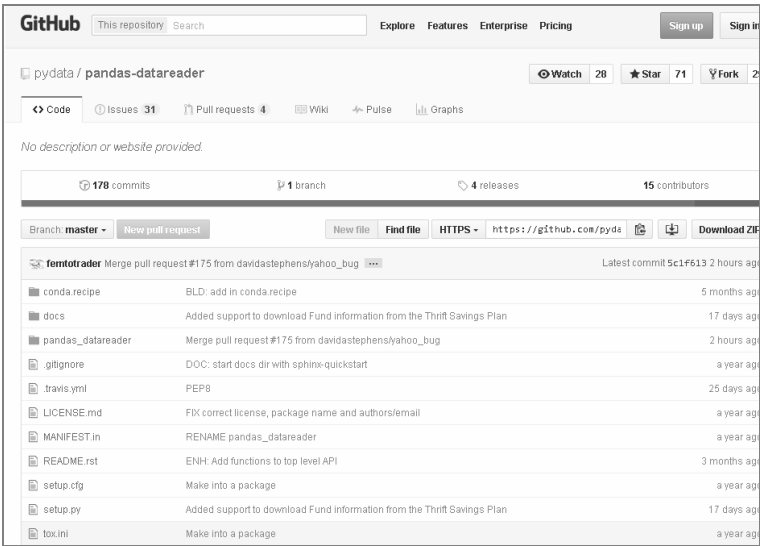 GitHub This repository Search Explore Features Enterprise Pricing Sign up Sign in
pydata / pandas-datareader Watch 28 Star 71 Fork
Code Issues 31 Pull requests 4 Wiki Pulse Graphs
No description or website provided.
178 commits 1 branch 4 releases 15 contributors
Branch: master New pull request New file Find file HTTPS https://github.com/pyda Download ZIP
femtotrader Merge pull request #175 from davidastephens/yahoo_bug ... Latest commit 5c1f613 2 hours ago
conda.recipe BLD: add in conda.recipe 5 months ago
docs Added support to download Fund information from the Thrift Savings Plan 17 days ago
pandas_datareader Merge pull request #175 from davidastephens/yahoo_bug 2 hours ago
.gitignore DOC: start docs dir with sphinx-quickstart a year ago
.travis.yml PEP8 25 days ago
LICENSE.md FIX correct license, package name and authors/email a year ago
MANIFEST.in RENAME pandas_datareader a year ago
README.rst ENH: Add functions to top level API 3 months ago
setup.cfg Make into a package a year ago
setup.py Added support to download Fund information from the Thrift Savings Plan 17 days ago
tox.ini Make into a package a year ago